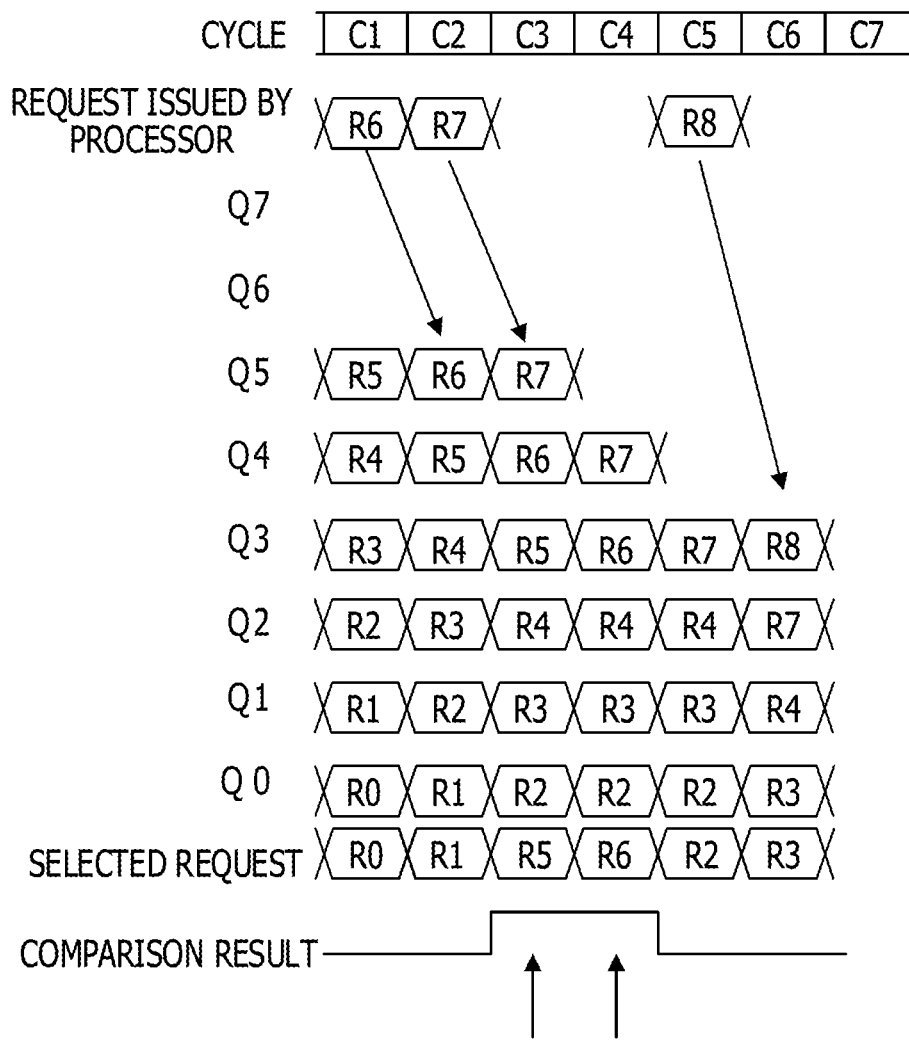 CYCLE C1 C2 C3 C4 C5 C6 C7
REQUEST ISSUED BY
PROCESSOR R6 R7 R8
Q7
Q6
Q5 R5 R6 R7
Q4 R4 R5 R6 R7
Q3 R3 R4 R5 R6 R7 R8
Q2 R2 R3 R4 R4 R4 R7
Q1 R1 R2 R3 R3 R3 R4
Q 0 R0 R1 R2 R2 R2 R3
SELECTED REQUEST R0 R1 R5 R6 R2 R3
COMPARISON RESULT